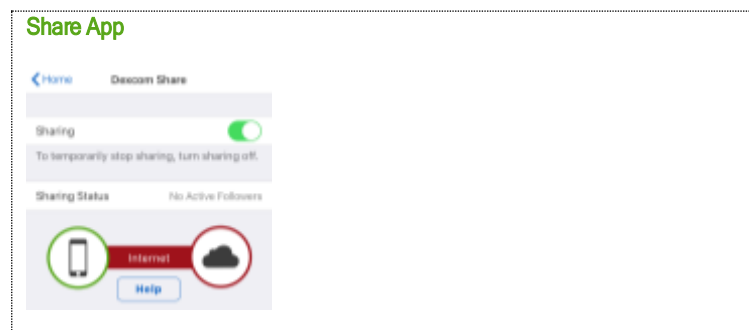 Share App
Home Dexcom Share
Sharing
To temporarily stop sharing, turn sharing off.
Sharing Status No Active Followers
Internet
Help